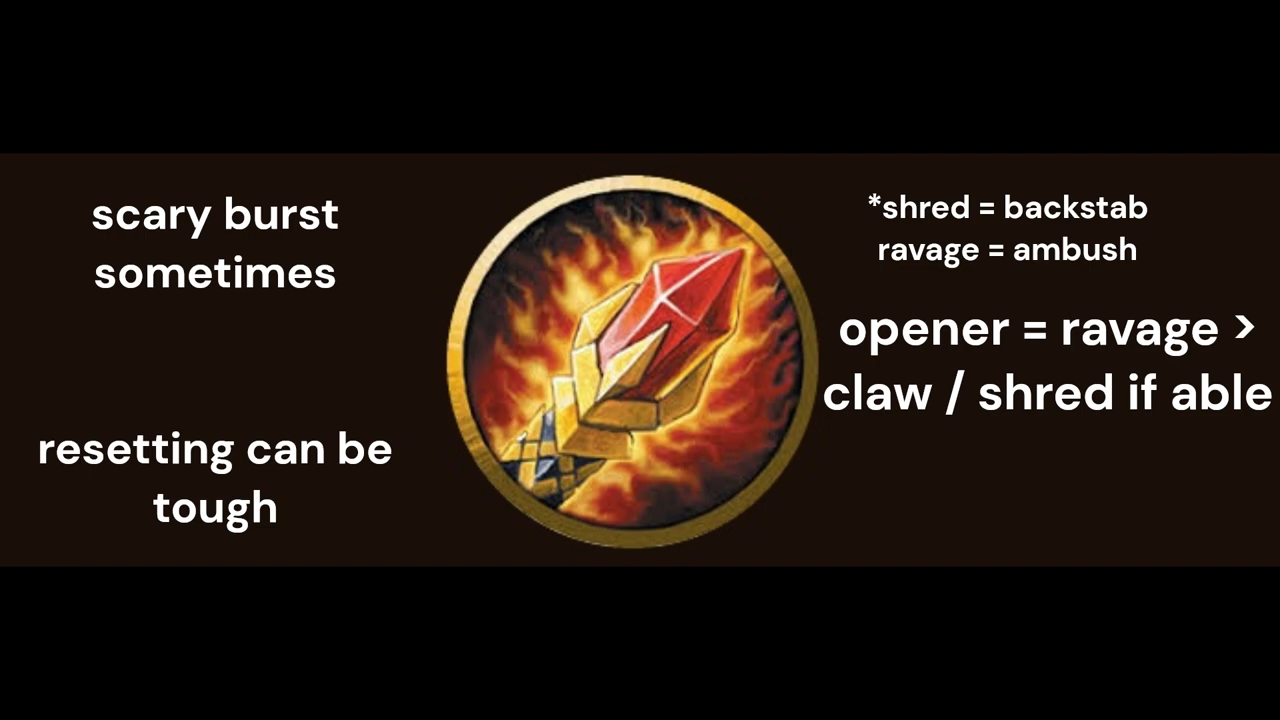 scary burst
sometimes
resetting can be
tough
*shred = backstab
ravage = ambush
opener = ravage >
claw / shred if able